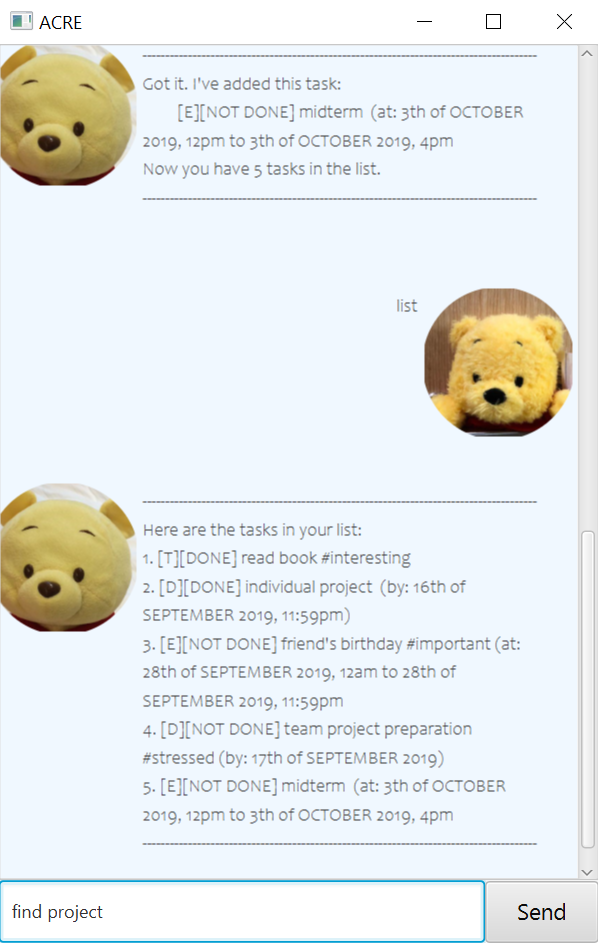 ACRE
----------------------------------------------------------------------
Got it. I've added this task:
[E][NOT DONE] midterm  (at: 3th of OCTOBER
2019, 12pm to 3th of OCTOBER 2019, 4pm
Now you have 5 tasks in the list.
----------------------------------------------------------------------
list
----------------------------------------------------------------------
Here are the tasks in your list:
1. [T][DONE] read book #interesting
2. [D][DONE] individual project  (by: 16th of
SEPTEMBER 2019, 11:59pm)
3. [E][NOT DONE] friend's birthday #important (at:
28th of SEPTEMBER 2019, 12am to 28th of
SEPTEMBER 2019, 11:59pm
4. [D][NOT DONE] team project preparation
#stressed (by: 17th of SEPTEMBER 2019)
5. [E][NOT DONE] midterm  (at: 3th of OCTOBER
2019, 12pm to 3th of OCTOBER 2019, 4pm
----------------------------------------------------------------------
find project
Send